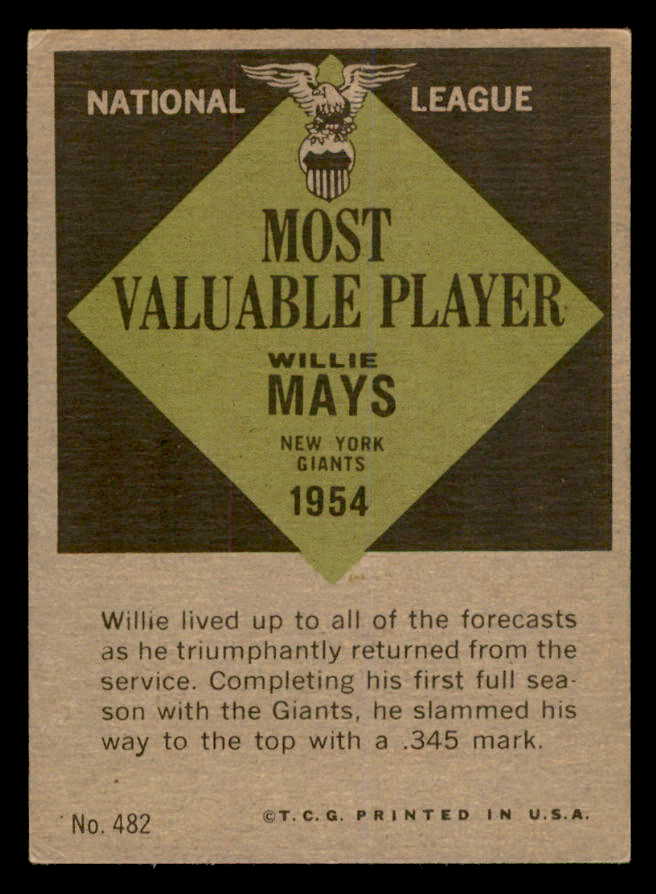 NATIONAL LEAGUE
MOST
VALUABLE PLAYER
WILLIE
MAYS
NEW YORK
GIANTS
1954
Willie lived up to all of the forecasts
as he triumphantly returned from the
service. Completing his first full sea-
son with the Giants, he slammed his
way to the top with a .345 mark.
No. 482 ©T.C.G. PRINTED IN U.S.A.